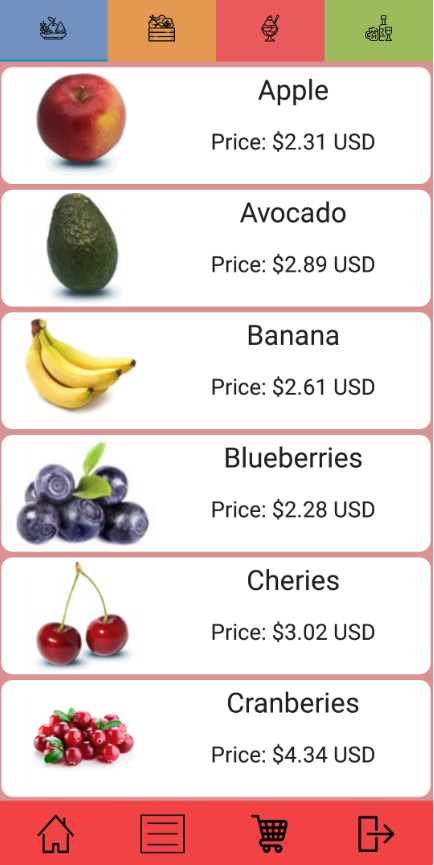 Apple
Price: $2.31 USD
Avocado
Price: $2.89 USD
Banana
Price: $2.61 USD
Blueberries
Price: $2.28 USD
Cheries
Price: $3.02 USD
Cranberies
Price: $4.34 USD